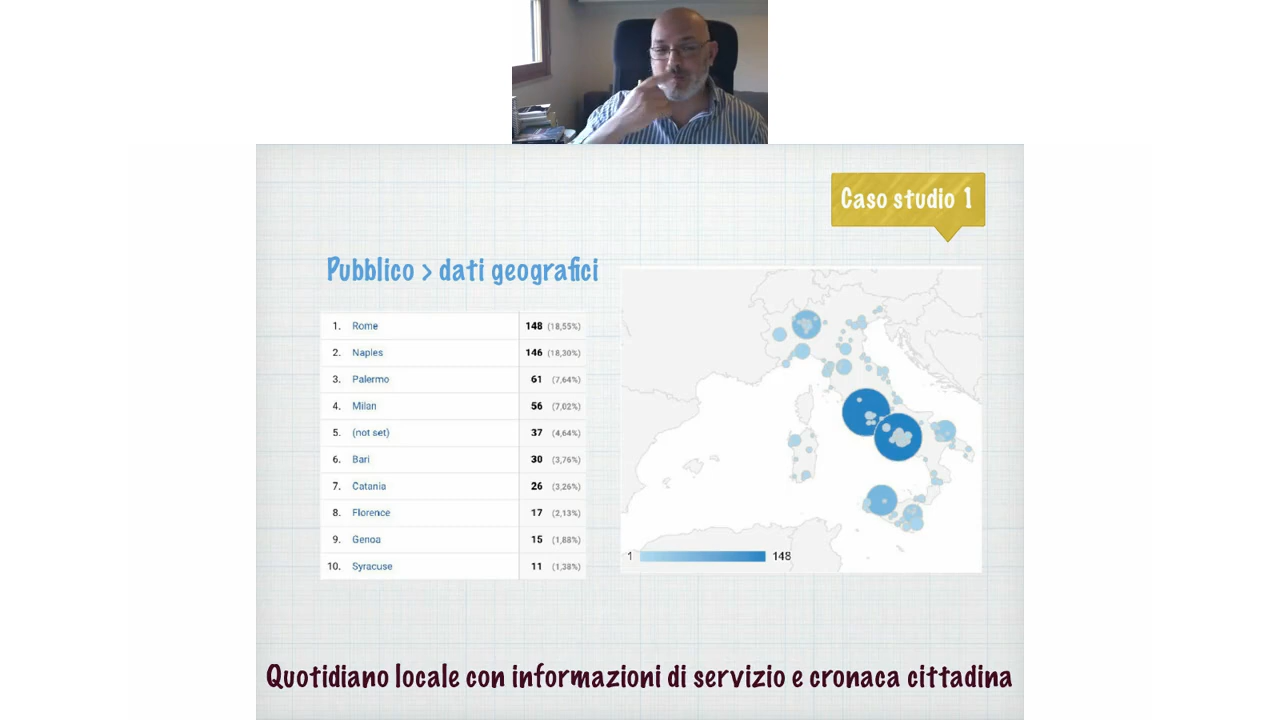 Caso studio 1
Pubblico > dati geografici
1. Rome 148 (18,55%)
2. Naples 146 (18,30%)
3. Palermo 61 (7,64%)
4. Milan 56 (7,02%)
5. (not set) 37 (4,64%)
6. Bari 30 (3,76%)
7. Catania 26 (3,26%)
8. Florence 17 (2,13%)
9. Genoa 15 (1,88%)
10. Syracuse 11 (1,38%)
1 148
Quotidiano locale con informazioni di servizio e cronaca cittadina